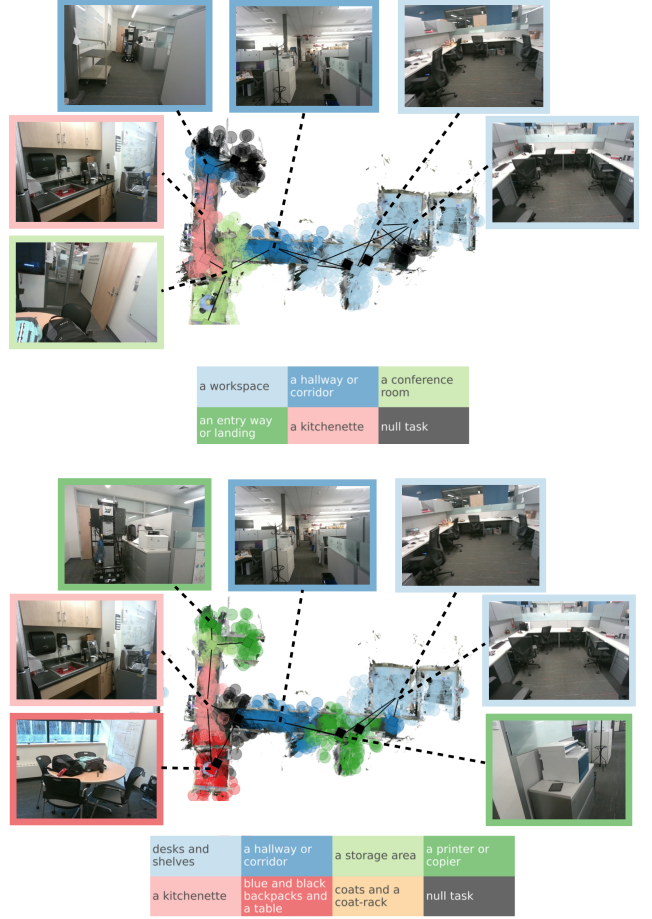 a workspace
a hallway or
corridor
a conference
room
an entry way
or landing
a kitchenette
null task
desks and
shelves
a hallway or
corridor
a storage area
a printer or
copier
a kitchenette
blue and black
backpacks and
a table
coats and a
coat-rack
null task